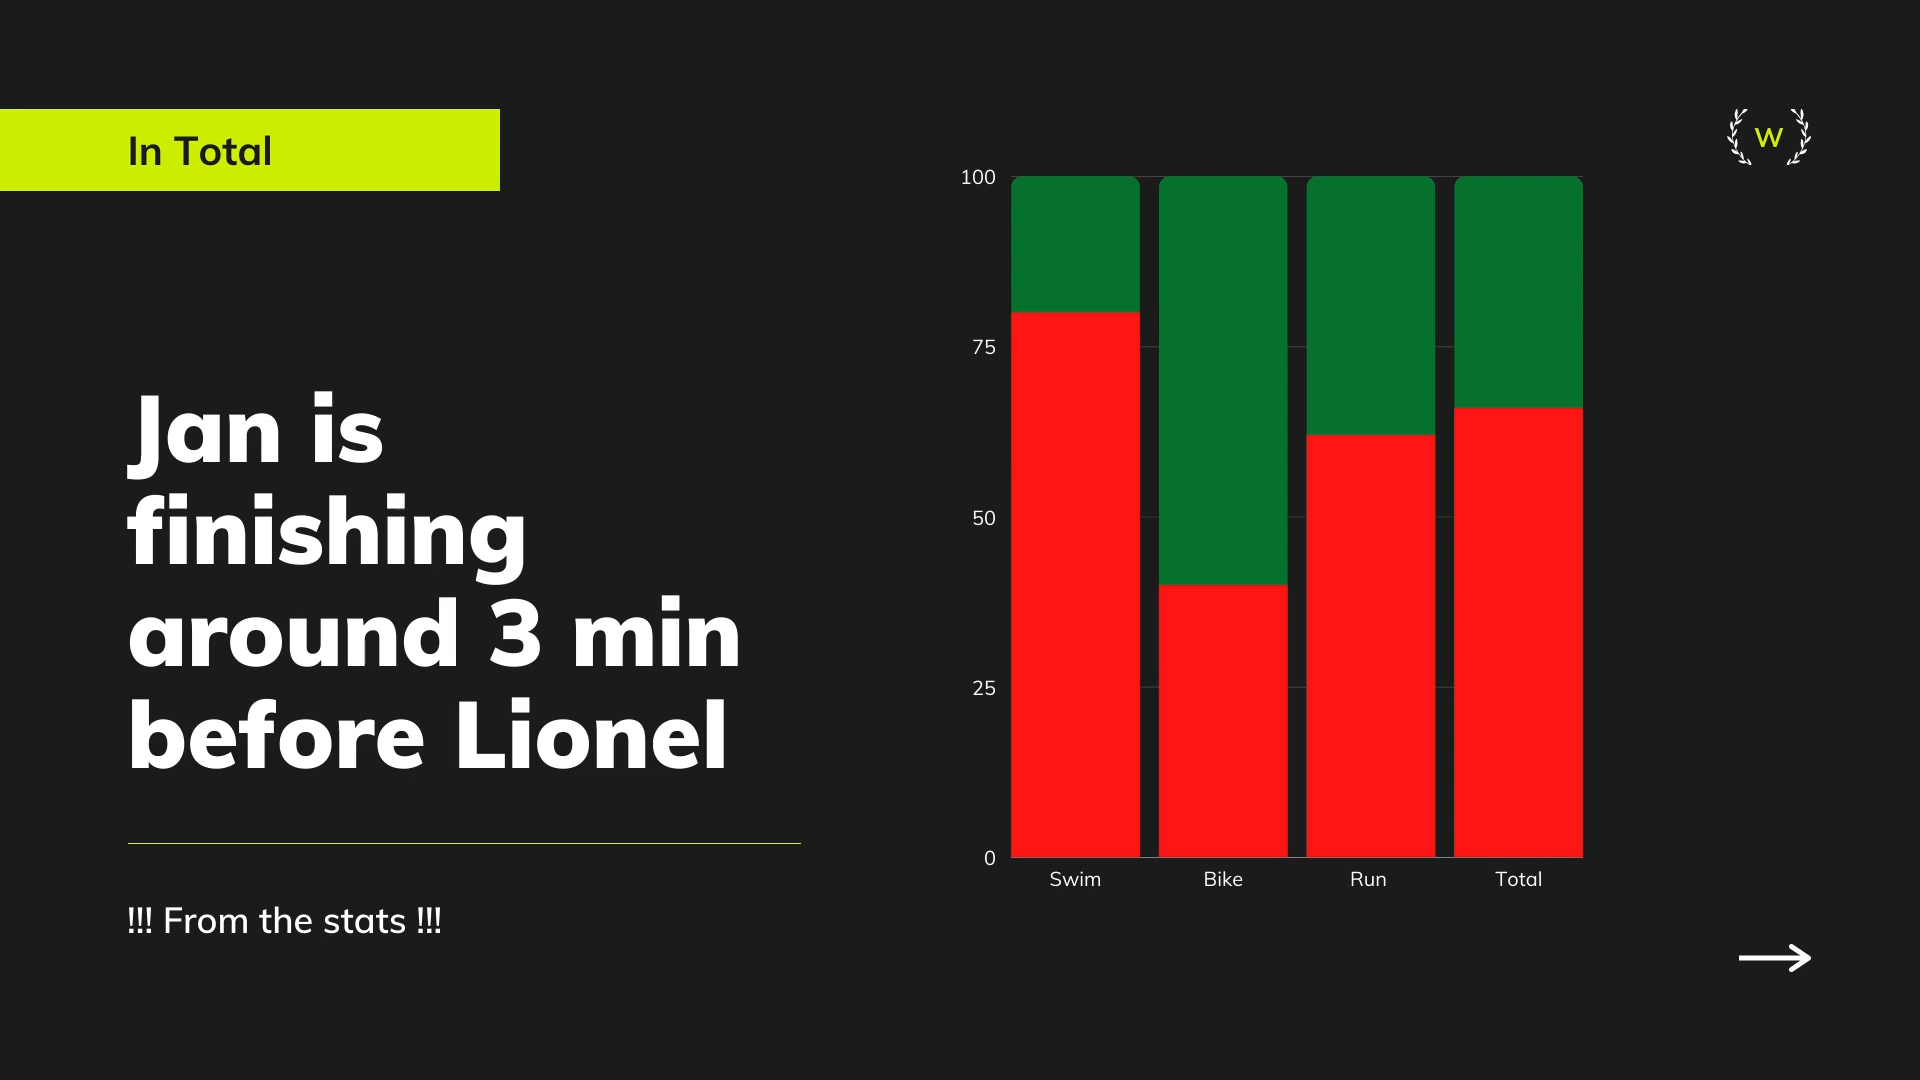 In Total
Jan is
finishing
around 3 min
before Lionel
!!! From the stats !!!
W
100
75
50
25
0
Swim Bike Run Total